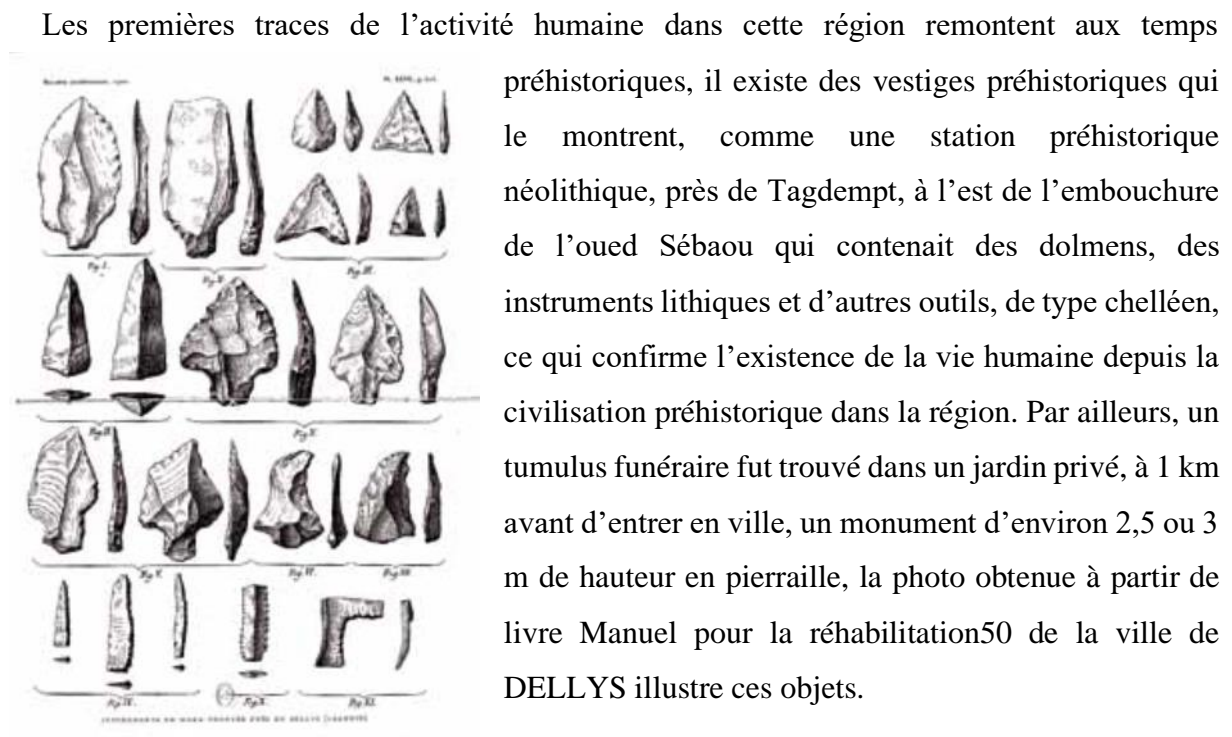 Les premières traces de l’activité humaine dans cette région remontent aux temps
préhistoriques, il existe des vestiges préhistoriques qui
le montrent, comme une station préhistorique
néolithique, près de Tagdempt, à l’est de l’embouchure
de l’oued Sébaou qui contenait des dolmens, des
instruments lithiques et d’autres outils, de type chelléen,
ce qui confirme l’existence de la vie humaine depuis la
civilisation préhistorique dans la région. Par ailleurs, un
tumulus funéraire fut trouvé dans un jardin privé, à 1 km
avant d’entrer en ville, un monument d’environ 2,5 ou 3
m de hauteur en pierraille, la photo obtenue à partir de
livre Manuel pour la réhabilitation50 de la ville de
DELLYS illustre ces objets.
Fig. I.
Fig. X.
Fig. V.
Fig. XI.